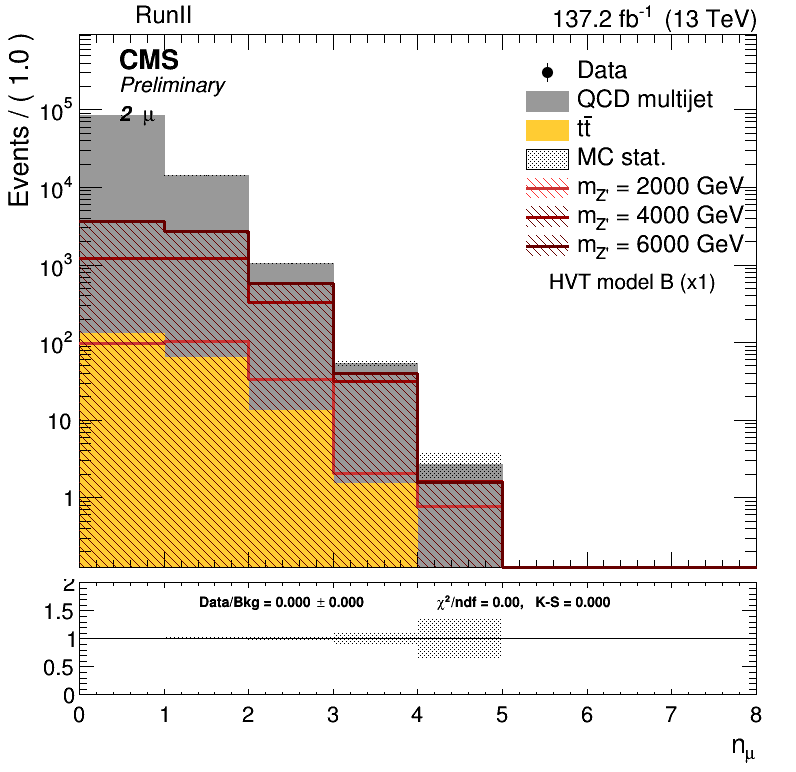 RunII 137.2 fb⁻¹ (13 TeV)
CMS
Preliminary
2 μ
Data
QCD multijet
tt̅
MC stat.
m_Z' = 2000 GeV
m_Z' = 4000 GeV
m_Z' = 6000 GeV
HVT model B (x1)
Events / ( 1.0 )
10⁵
10⁴
10³
10²
10
1
Data/Bkg = 0.000 ± 0.000 χ²/ndf = 0.00, K-S = 0.000
2
1.5
1
0.5
0
0 1 2 3 4 5 6 7 8
n_μ